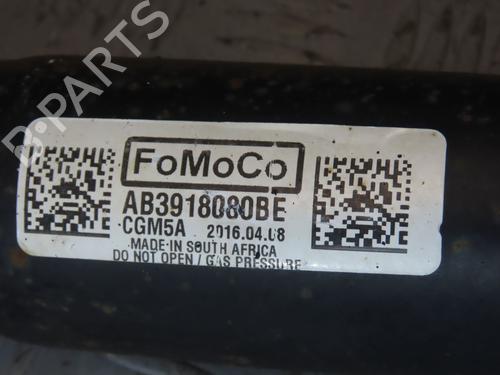 B-PARTS
FoMoCo
AB3918080BE
CGM5A 2016.04.08
MADE IN SOUTH AFRICA
DO NOT OPEN / GAS PRESSURE